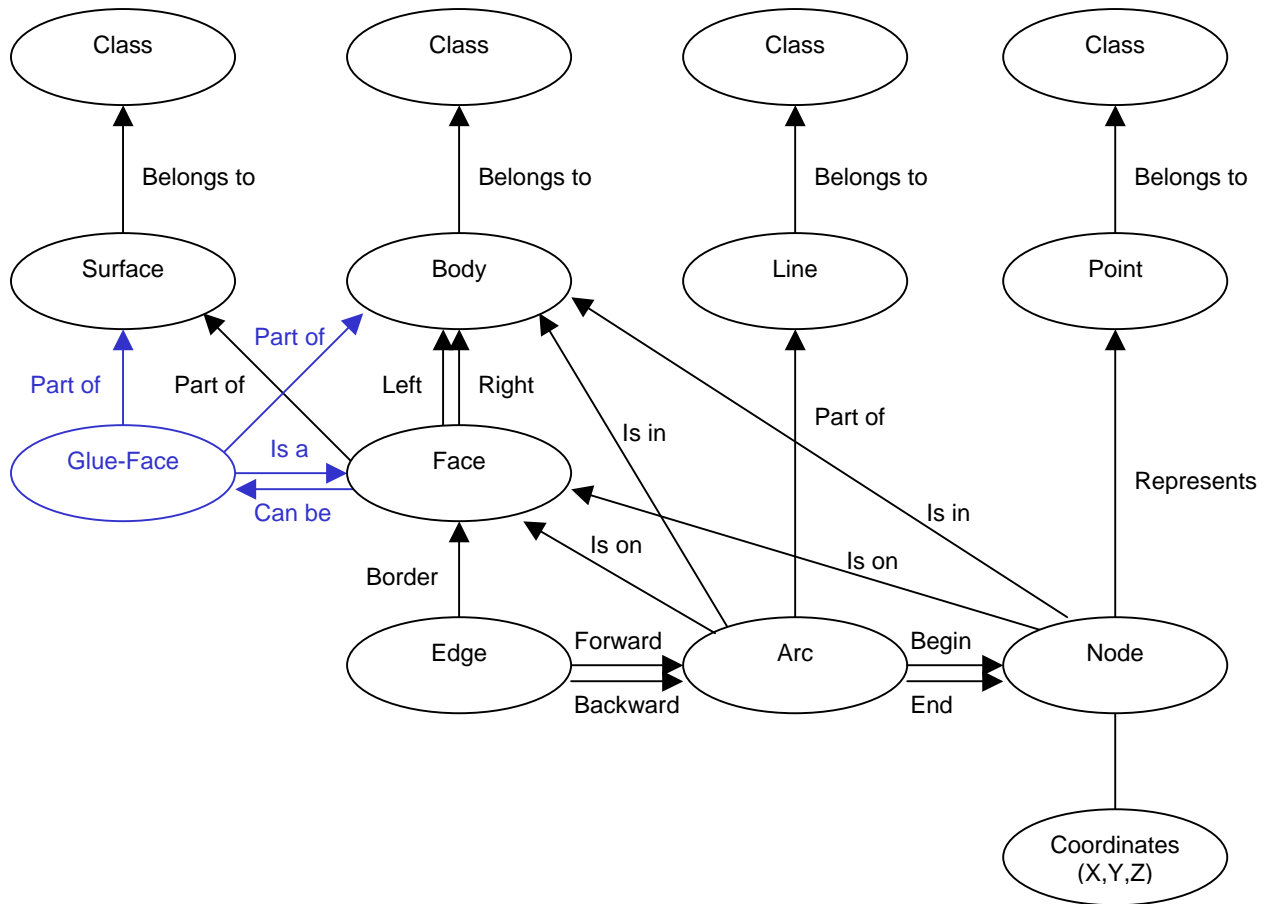 Class
Class
Class
Class
Belongs to
Belongs to
Belongs to
Belongs to
Surface
Body
Line
Point
Part of
Part of
Part of
Left
Right
Is in
Part of
Glue-Face
Is a
Can be
Face
Represents
Is in
Is on
Is on
Border
Edge
Forward
Backward
Arc
Begin
End
Node
Coordinates
(X,Y,Z)